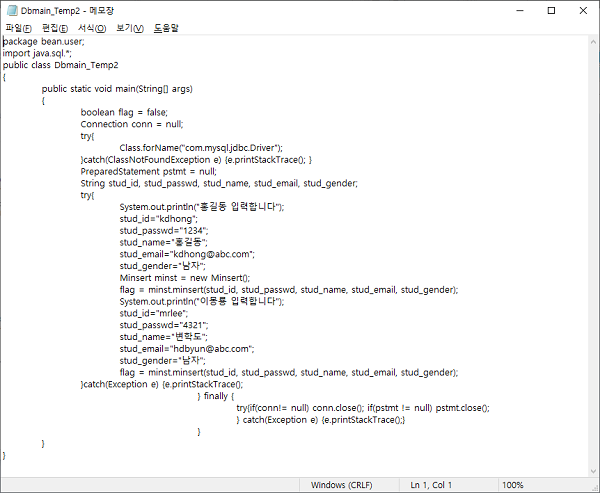 Dbmain_Temp2 - 메모장
파일(F) 편집(E) 서식(O) 보기(V) 도움말
package bean.user;
import java.sql.*;
public class Dbmain_Temp2
{
public static void main(String[] args)
{
boolean flag = false;
Connection conn = null;
try{
Class.forName("com.mysql.jdbc.Driver");
}catch(ClassNotFoundException e) {e.printStackTrace(); }
PreparedStatement pstmt = null;
String stud_id, stud_passwd, stud_name, stud_email, stud_gender;
try{
System.out.println("홍길동 입력합니다");
stud_id="kdhong";
stud_passwd="1234";
stud_name="홍길동";
stud_email="kdhong@abc.com";
stud_gender="남자";
Minsert minst = new Minsert();
flag = minst.minsert(stud_id, stud_passwd, stud_name, stud_email, stud_gender);
System.out.println("이몽룡 입력합니다");
stud_id="mrlee";
stud_passwd="4321";
stud_name="변학도";
stud_email="hdbyun@abc.com";
stud_gender="남자";
flag = minst.minsert(stud_id, stud_passwd, stud_name, stud_email, stud_gender);
}catch(Exception e) {e.printStackTrace();
} finally {
try{if(conn!= null) conn.close(); if(pstmt != null) pstmt.close();
} catch(Exception e) {e.printStackTrace();}
}
}
}
Windows (CRLF) Ln 1, Col 1 100%